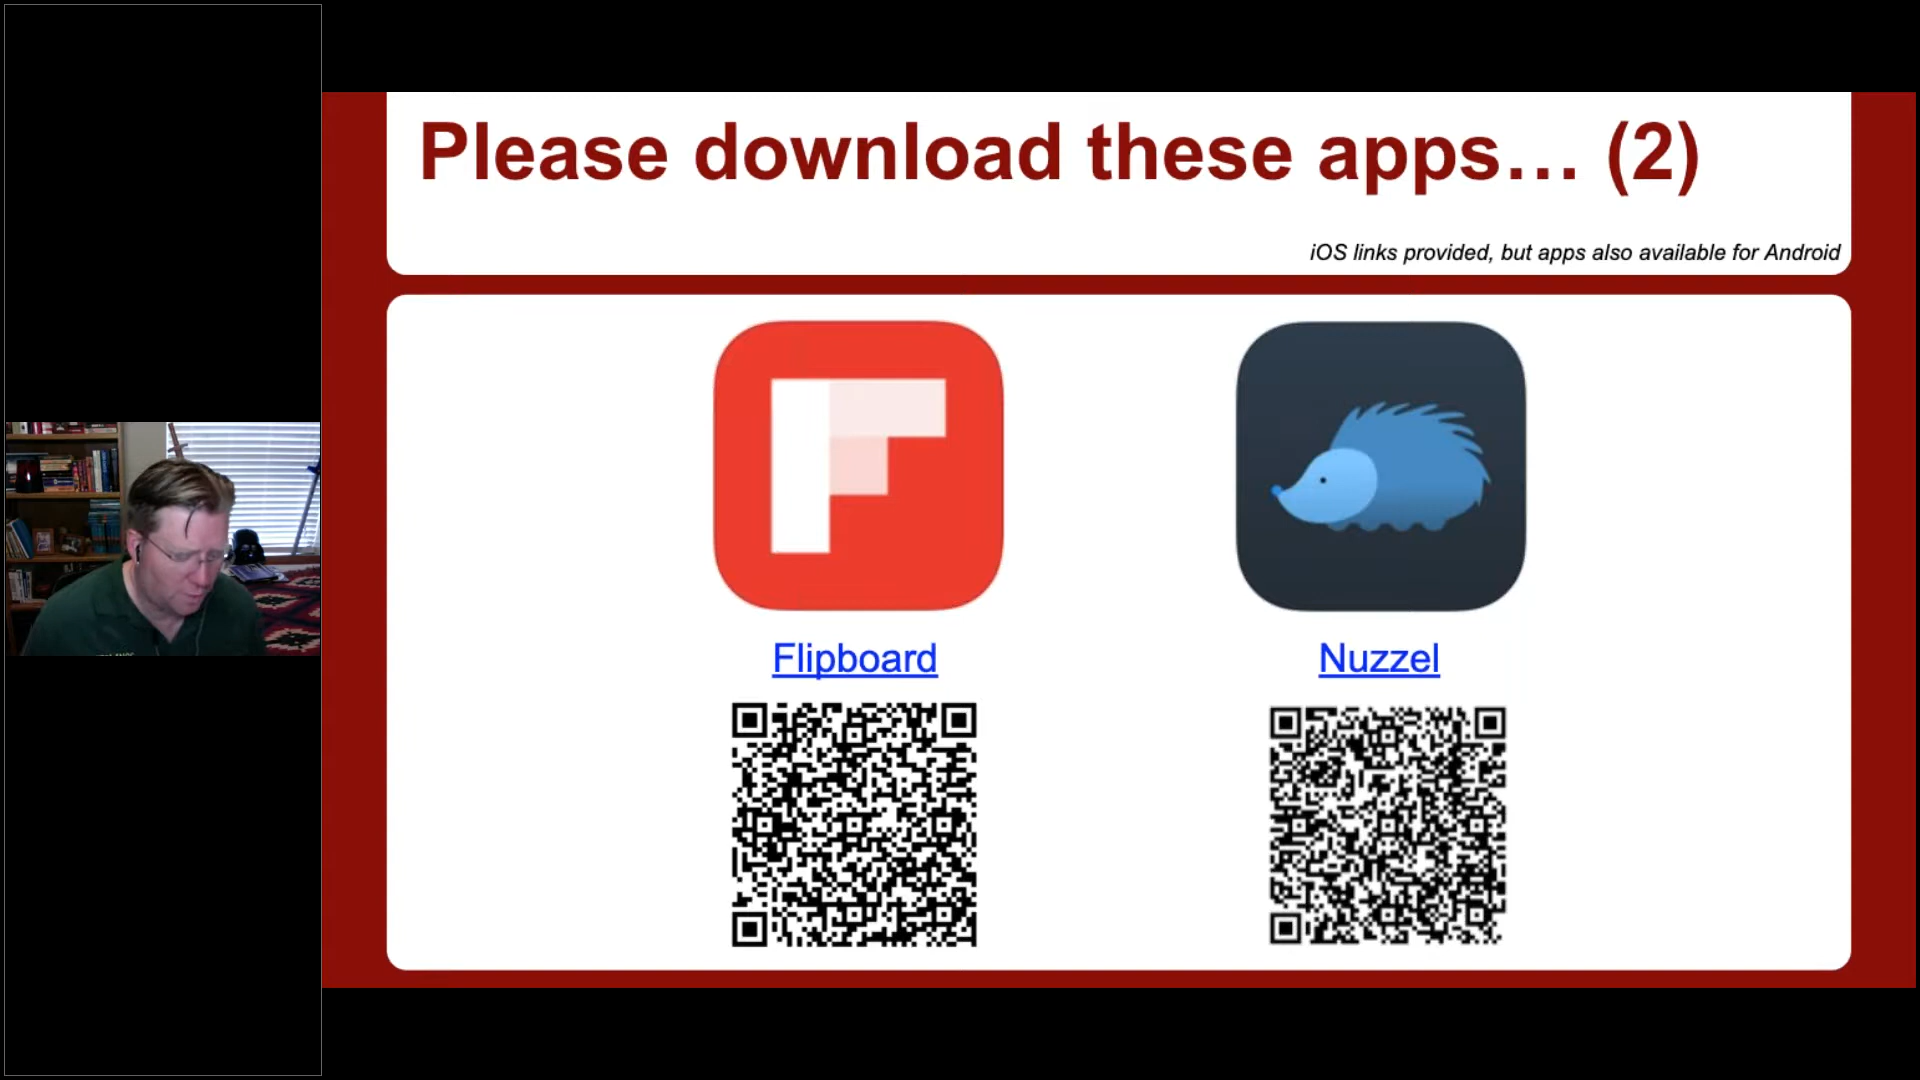 Please download these apps… (2)
iOS links provided, but apps also available for Android
Flipboard
Nuzzel